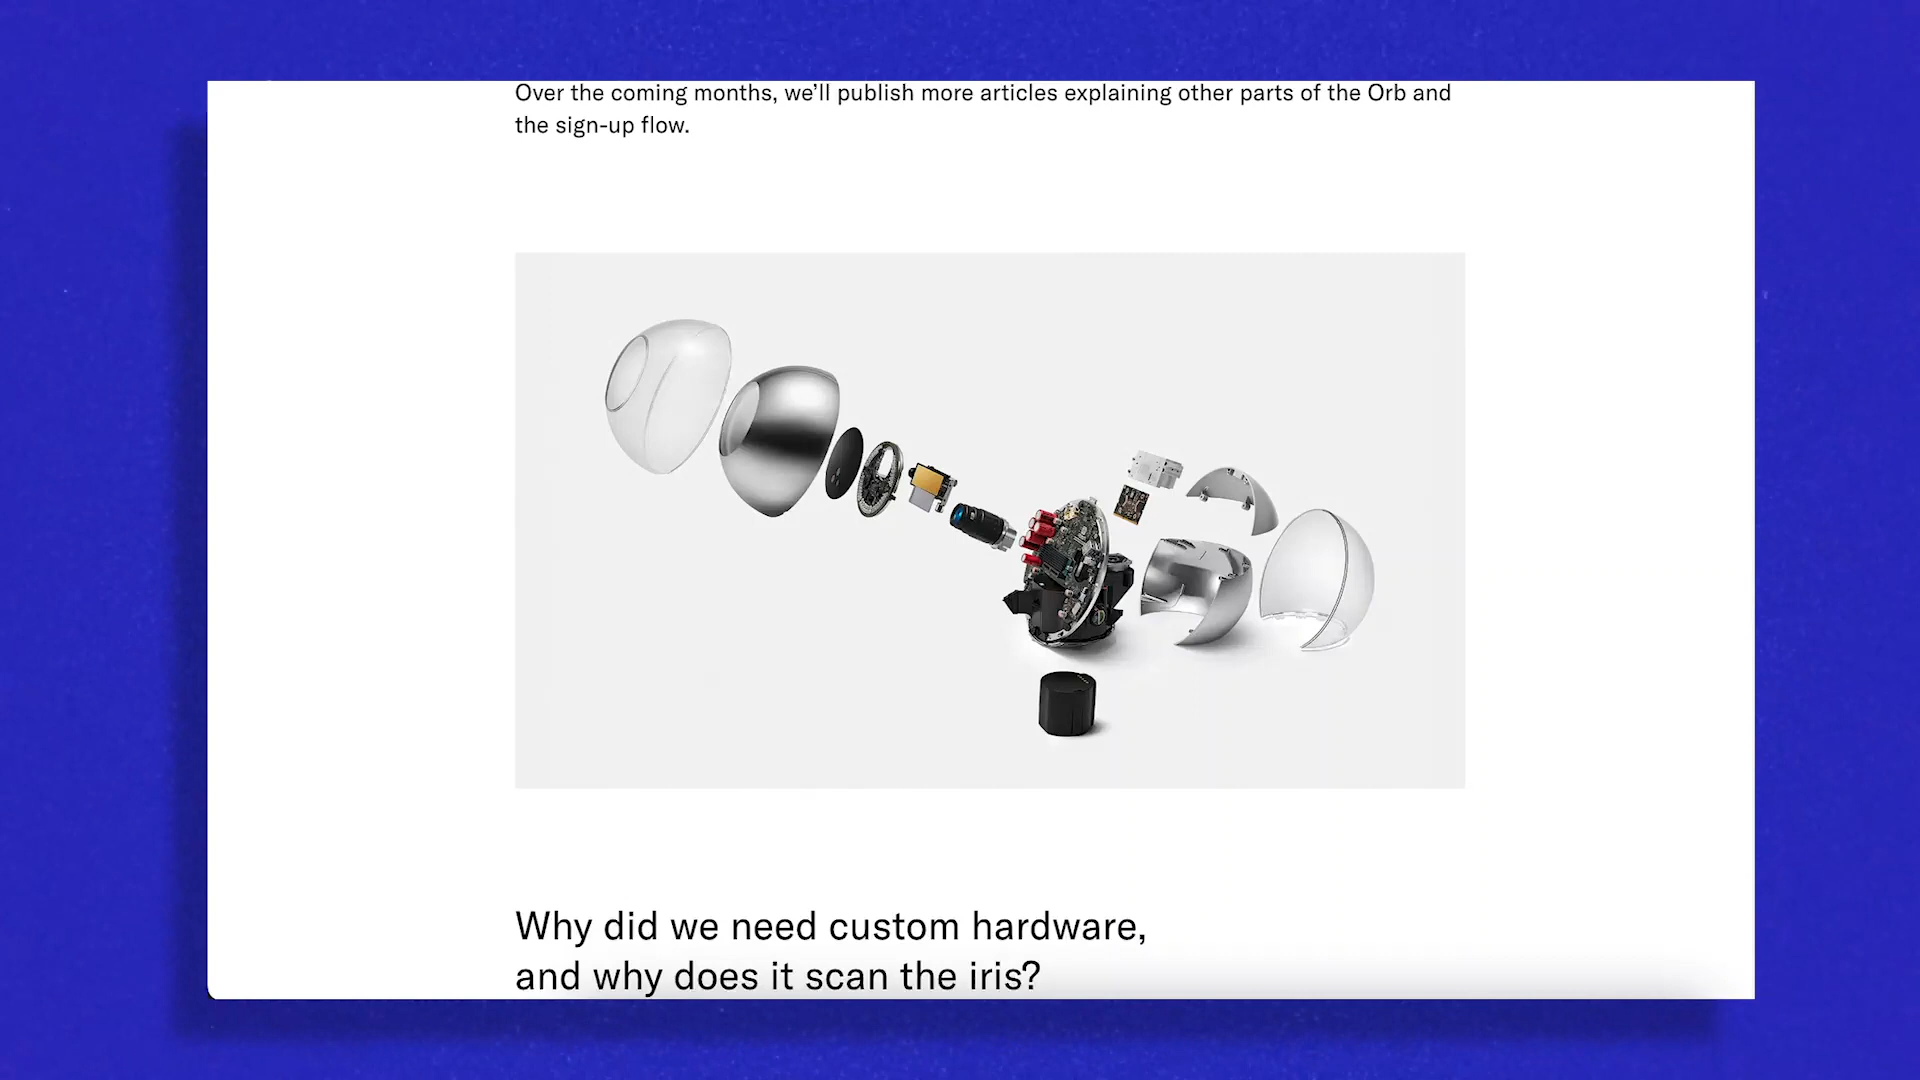 Over the coming months, we'll publish more articles explaining other parts of the Orb and
the sign-up flow.
Why did we need custom hardware,
and why does it scan the iris?